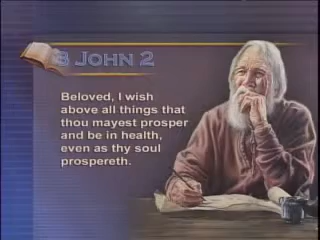 3 John 2
Beloved, I wish
above all things that
thou mayest prosper
and be in health,
even as thy soul
prospereth.